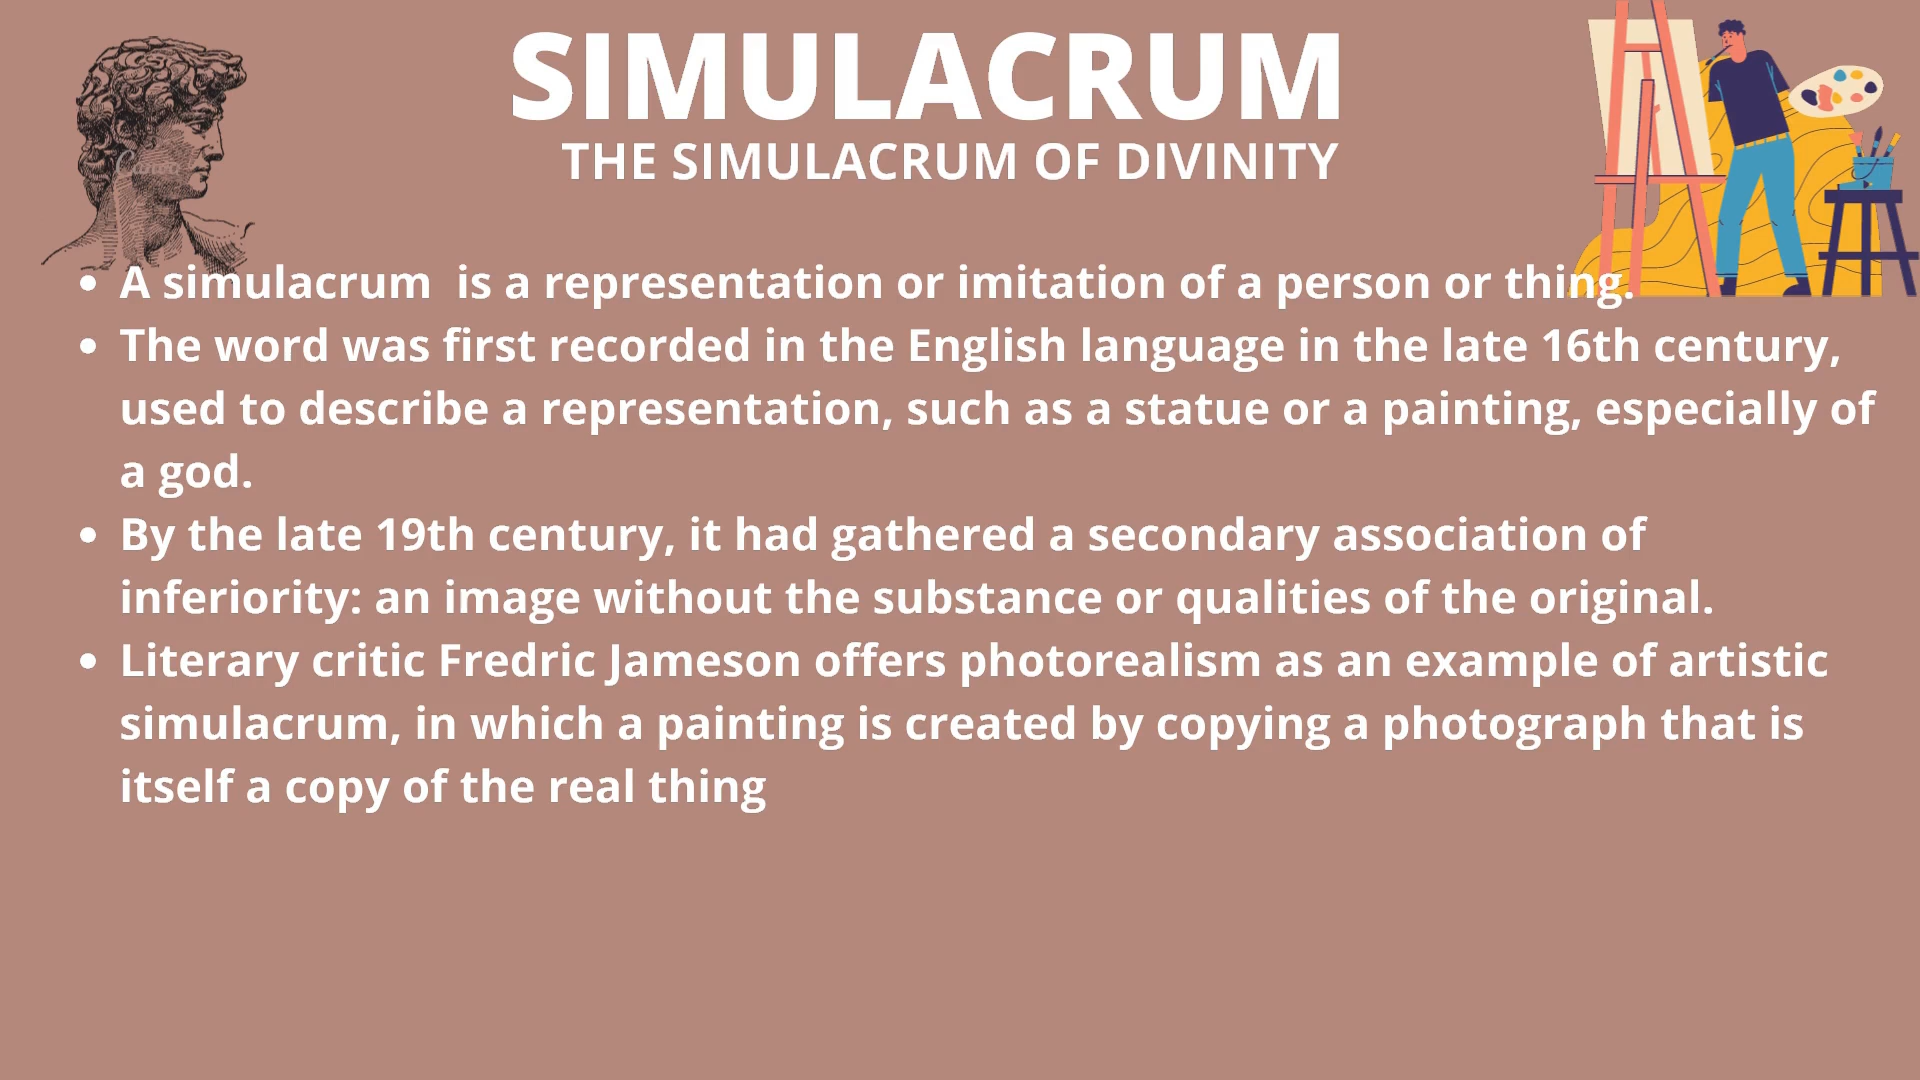 SIMULACRUM
THE SIMULACRUM OF DIVINITY
Canva
• A simulacrum  is a representation or imitation of a person or thing.
• The word was first recorded in the English language in the late 16th century,
used to describe a representation, such as a statue or a painting, especially of
a god.
• By the late 19th century, it had gathered a secondary association of
inferiority: an image without the substance or qualities of the original.
• Literary critic Fredric Jameson offers photorealism as an example of artistic
simulacrum, in which a painting is created by copying a photograph that is
itself a copy of the real thing